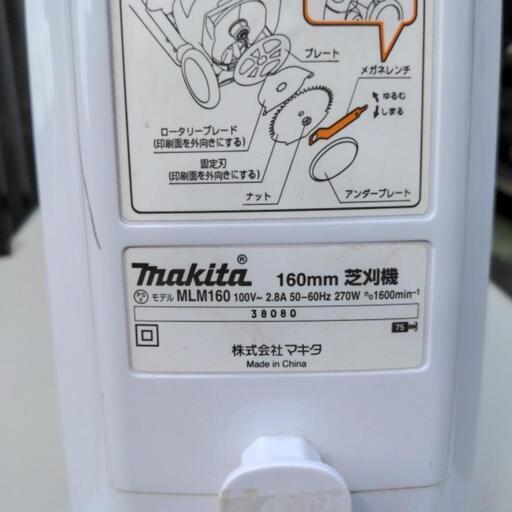 プレート
メガネレンチ
ゆるむ
しまる
ロータリーブレード
(印刷面を外向きにする)
固定刃
(印刷面を外向きにする)
ナット
アンダープレート
makita ® 160mm 芝刈機
モデル MLM160 100V~ 2.8A 50-60Hz 270W n₀1600min⁻¹
38080
75
株式会社 マキタ
Made in China